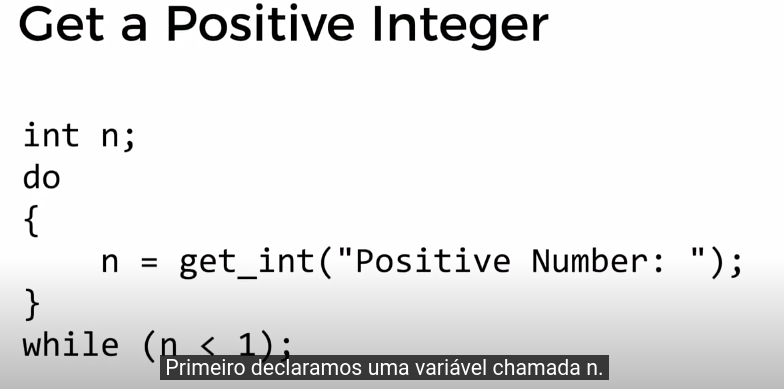 Get a Positive Integer
int n;
do
{
    n = get_int("Positive Number: ");
}
while (n < 1);
Primeiro declaramos uma variável chamada n.